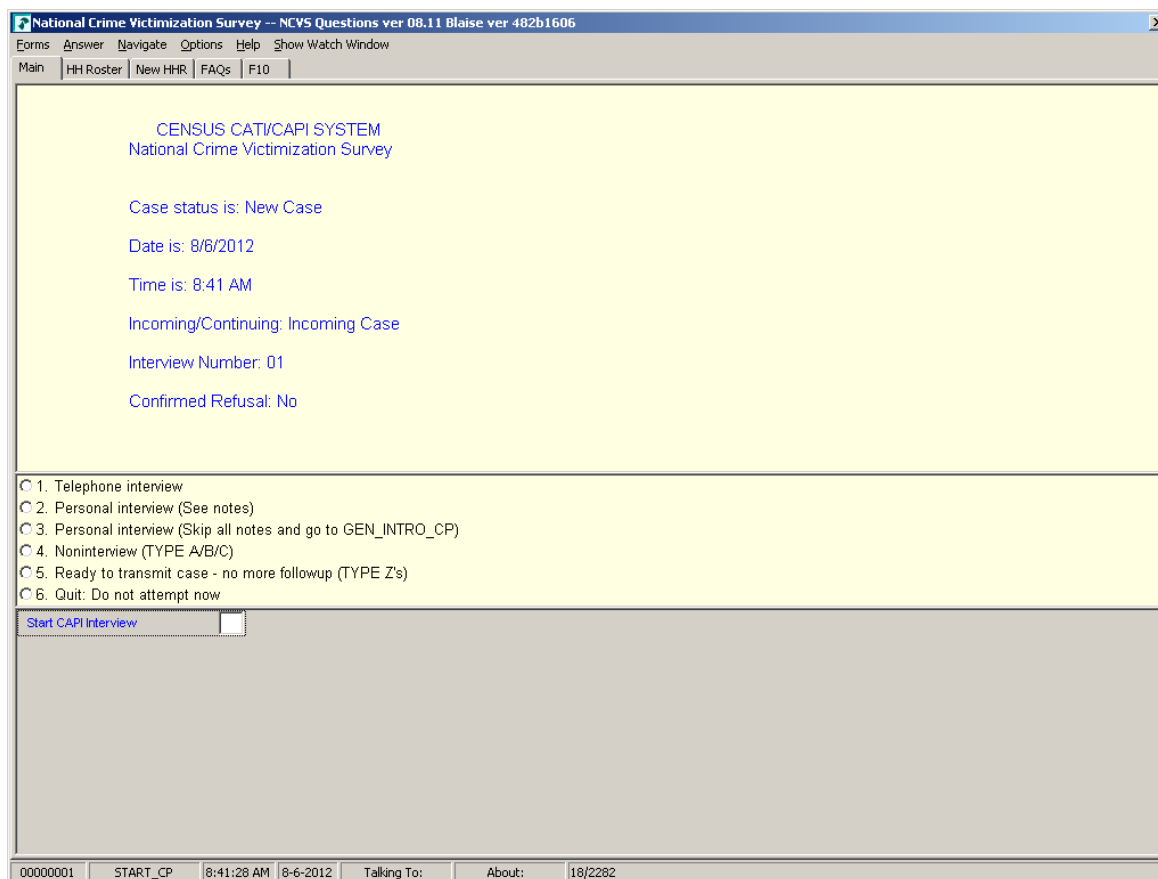 National Crime Victimization Survey -- NCVS Questions ver 08.11 Blaise ver 482b1606
Forms Answer Navigate Options Help Show Watch Window
Main HH Roster New HHR FAQs F10
CENSUS CATI/CAPI SYSTEM
National Crime Victimization Survey
Case status is: New Case
Date is: 8/6/2012
Time is: 8:41 AM
Incoming/Continuing: Incoming Case
Interview Number: 01
Confirmed Refusal: No
1. Telephone interview
2. Personal interview (See notes)
3. Personal interview (Skip all notes and go to GEN_INTRO_CP)
4. Noninterview (TYPE A/B/C)
5. Ready to transmit case - no more followup (TYPE Z's)
6. Quit: Do not attempt now
Start CAPI Interview
00000001 START_CP 8:41:28 AM 8-6-2012 Talking To: About: 18/2282